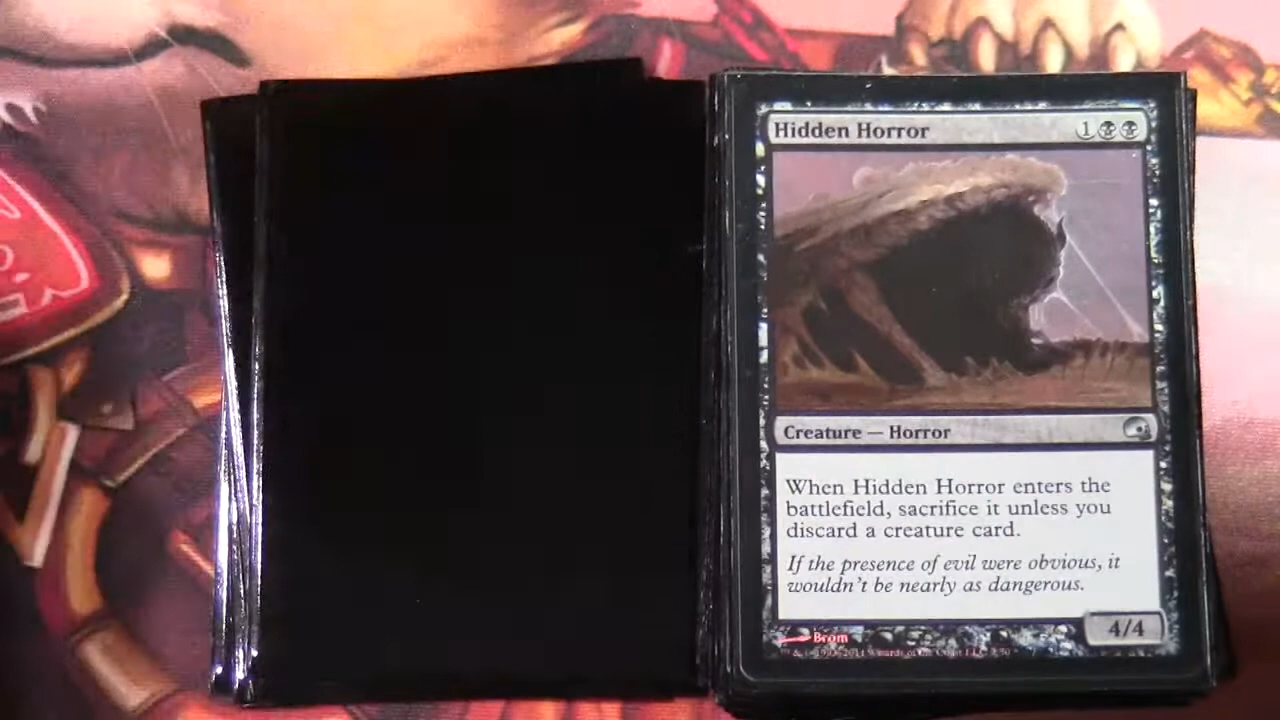 Hidden Horror 1
Creature — Horror
When Hidden Horror enters the
battlefield, sacrifice it unless you
discard a creature card.
If the presence of evil were obvious, it
wouldn't be nearly as dangerous.
4/4
Brom